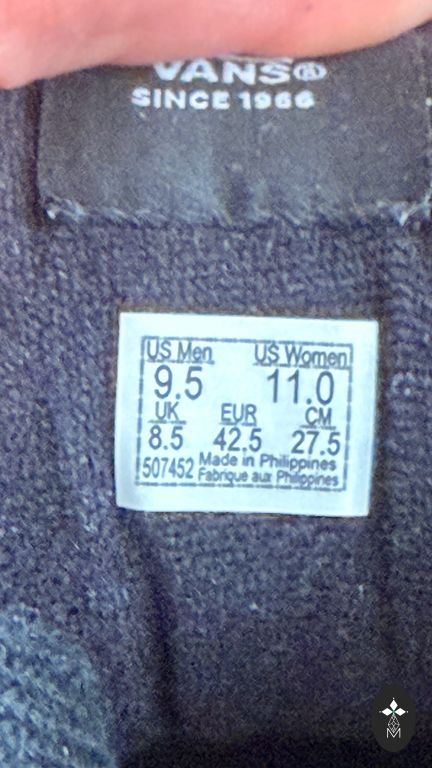 VANS®
SINCE 1966
US Men US Women
9.5 11.0
UK EUR CM
8.5 42.5 27.5
507452 Made in Philippines
Fabrique aux Philippines
M